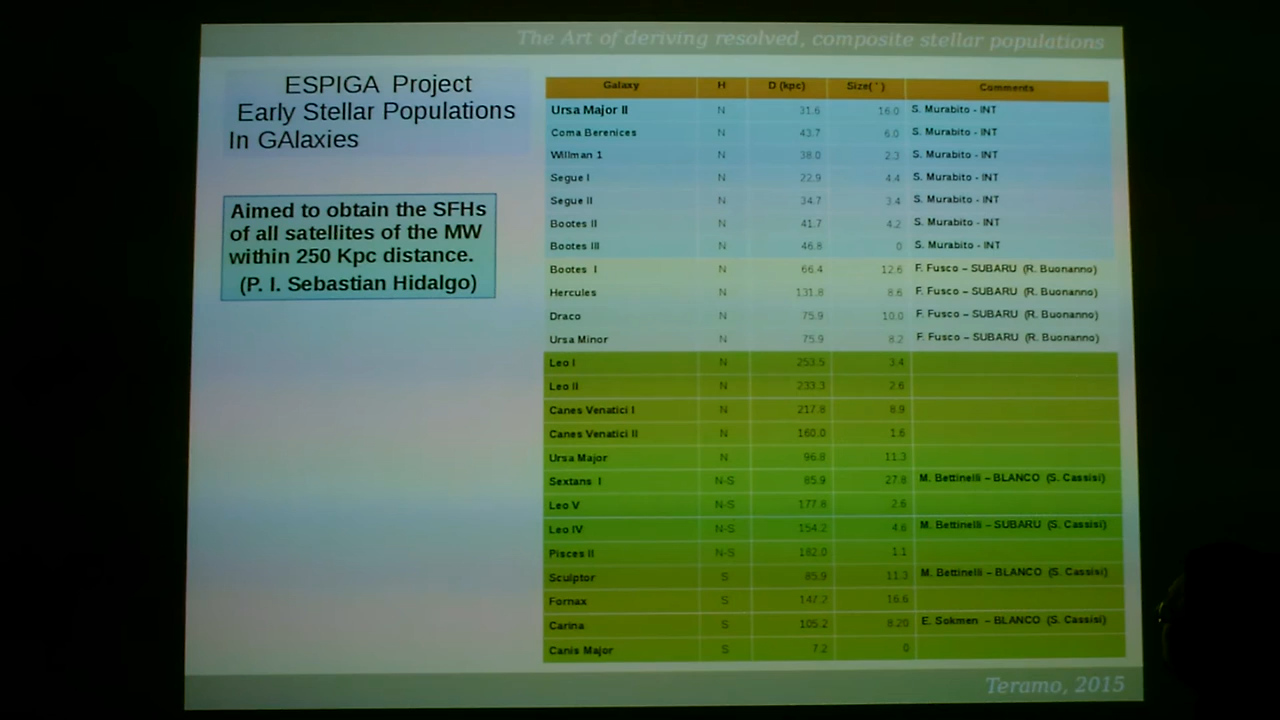 The Art of deriving resolved, composite stellar populations
ESPIGA Project
Early Stellar Populations
In GAlaxies
Aimed to obtain the SFHs
of all satellites of the MW
within 250 Kpc distance.
(P. I. Sebastian Hidalgo)
Galaxy H D (kpc) Size( ' ) Comments
Ursa Major II N 31.6 16.0 S. Murabito - INT
Coma Berenices N 43.7 6.0 S. Murabito - INT
Willman 1 N 38.0 2.3 S. Murabito - INT
Segue I N 22.9 4.4 S. Murabito - INT
Segue II N 34.7 3.4 S. Murabito - INT
Bootes II N 41.7 4.2 S. Murabito - INT
Bootes III N 46.8 0 S. Murabito - INT
Bootes I N 66.4 12.6 F. Fusco – SUBARU (R. Buonanno)
Hercules N 131.8 8.6 F. Fusco – SUBARU (R. Buonanno)
Draco N 75.9 10.0 F. Fusco – SUBARU (R. Buonanno)
Ursa Minor N 75.9 8.2 F. Fusco – SUBARU (R. Buonanno)
Leo I N 253.5 3.4
Leo II N 233.3 2.6
Canes Venatici I N 217.8 8.9
Canes Venatici II N 160.0 1.6
Ursa Major N 96.8 11.3
Sextans I N-S 85.9 27.8 M. Bettinelli – BLANCO (S. Cassisi)
Leo V N-S 177.8 2.6
Leo IV N-S 154.2 4.6 M. Bettinelli – SUBARU (S. Cassisi)
Pisces II N-S 182.0 1.1
Sculptor S 85.9 11.3 M. Bettinelli – BLANCO (S. Cassisi)
Fornax S 147.2 16.6
Carina S 105.2 8.20 E. Sokmen – BLANCO (S. Cassisi)
Canis Major S 7.2 0
Teramo, 2015